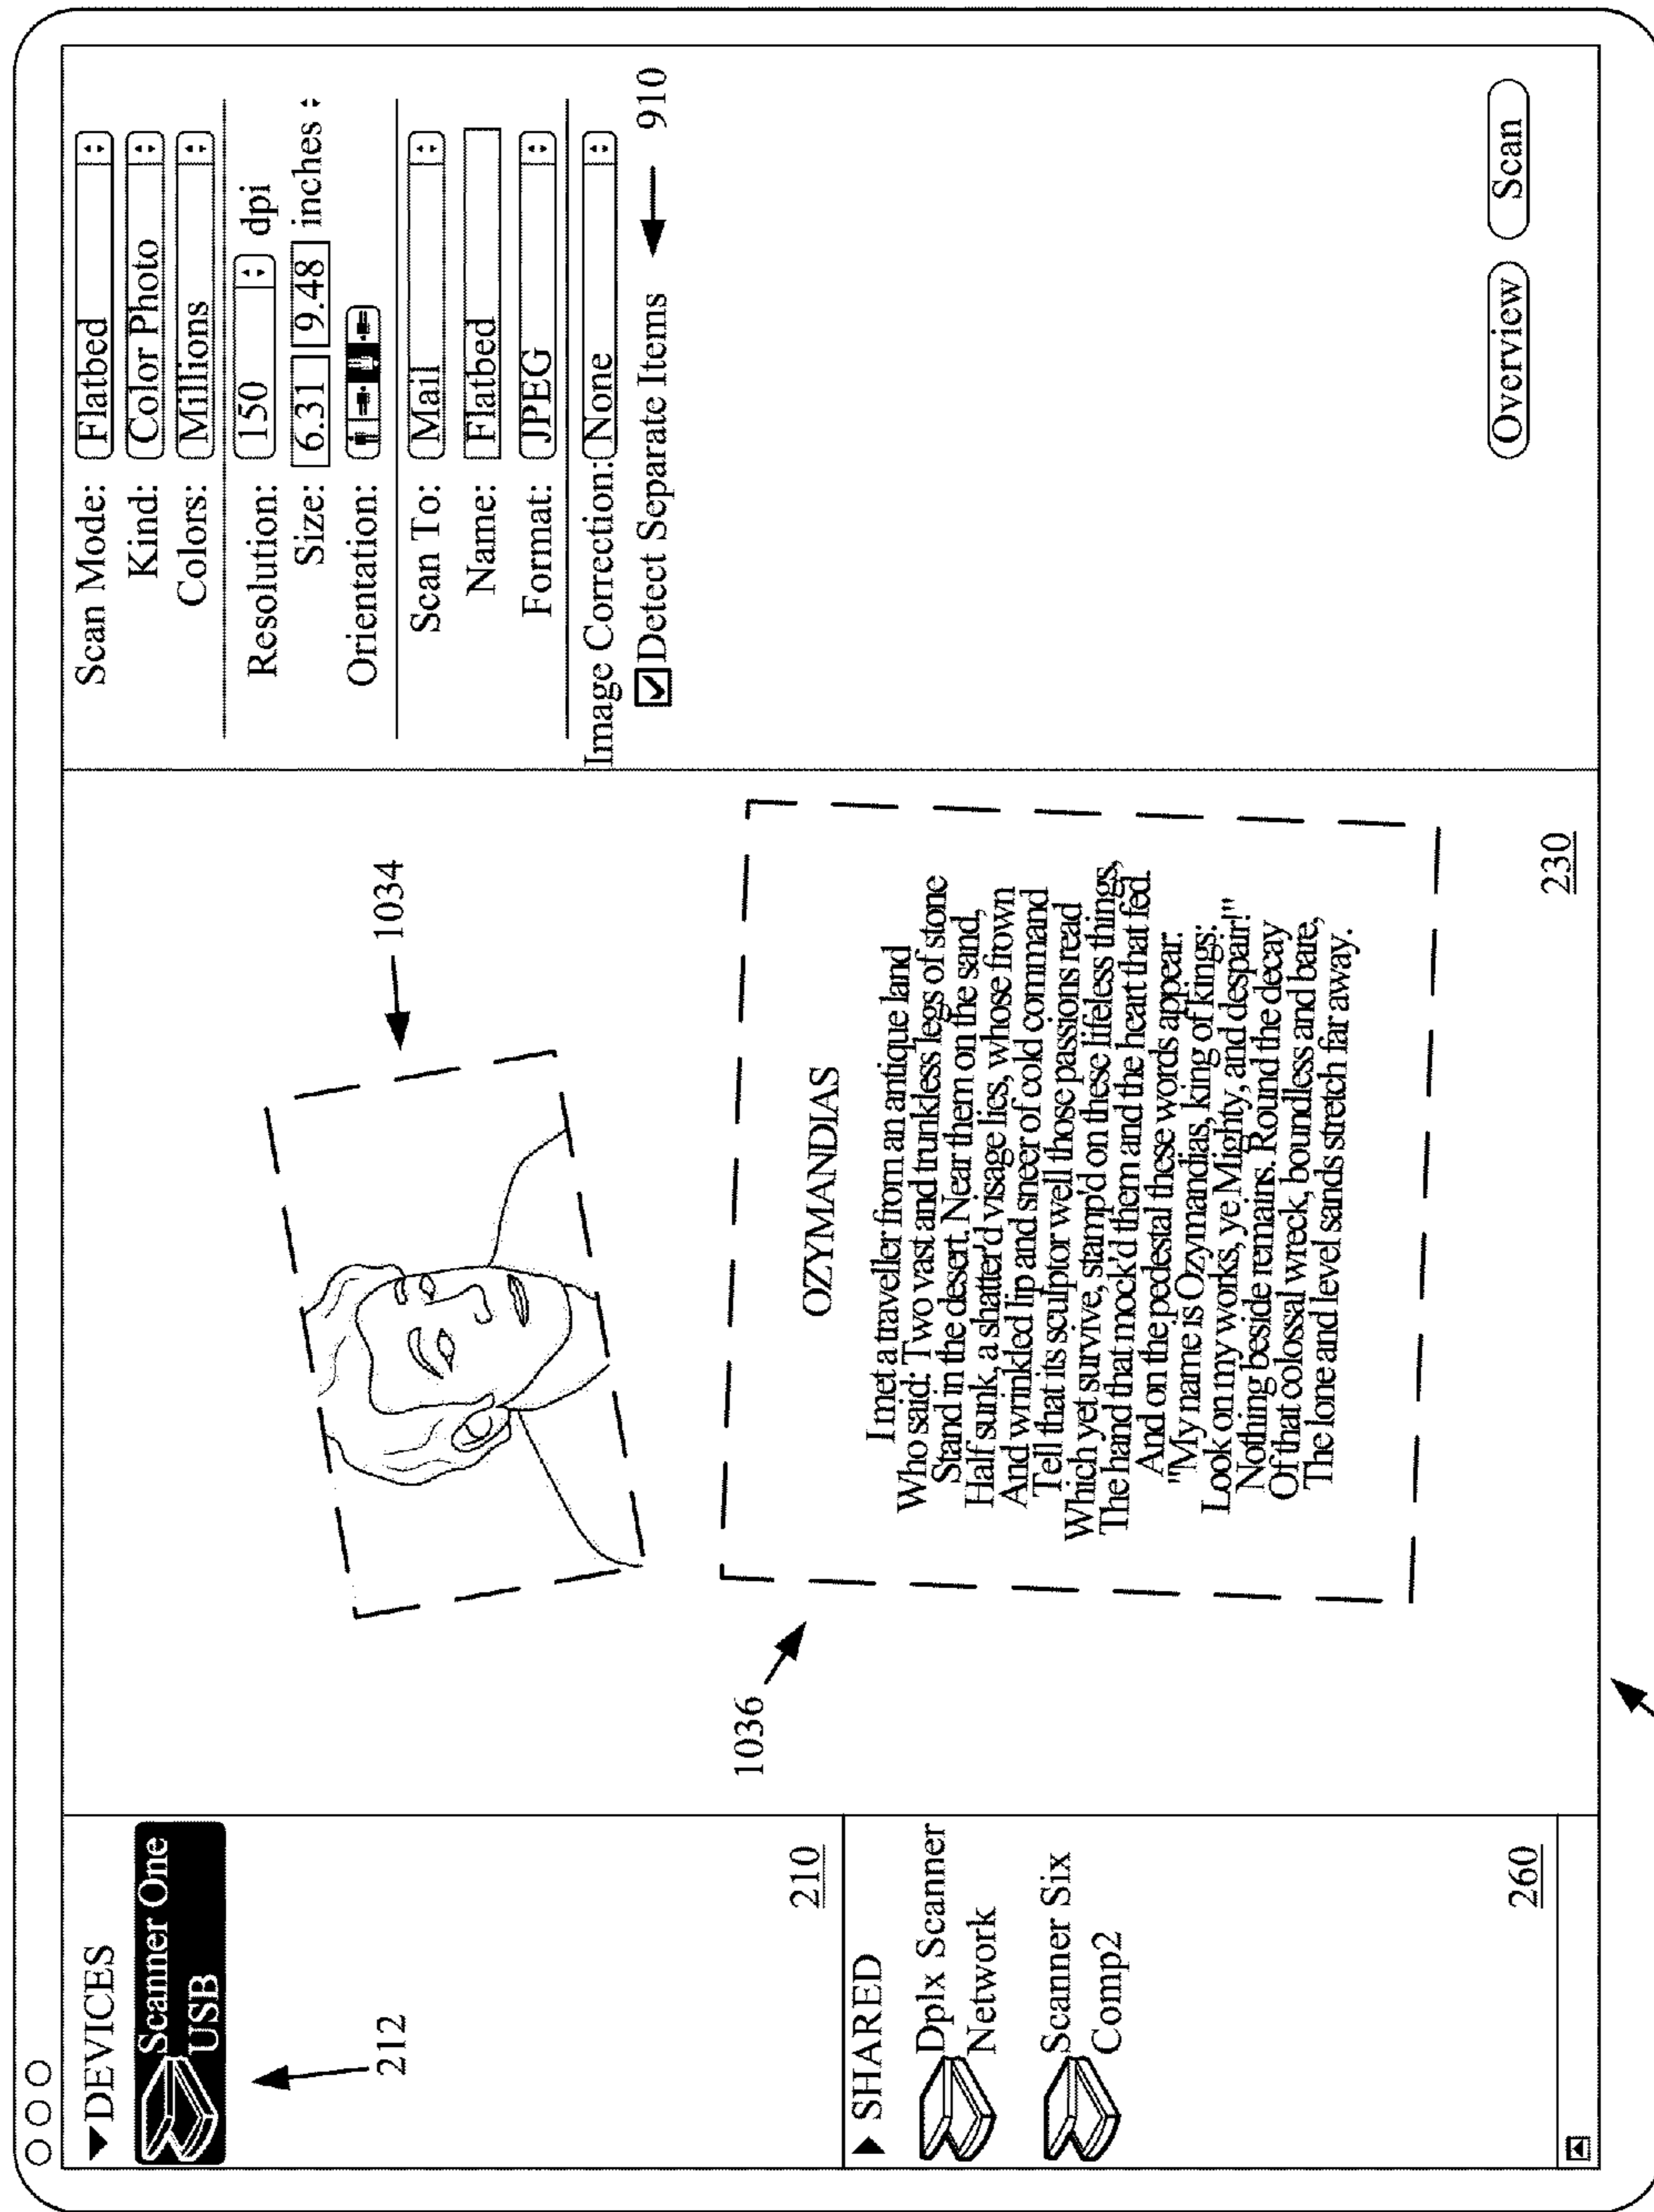 DEVICES
Scanner One
USB
212
210
SHARED
Dplx Scanner
Network
Scanner Six
Comp2
260
1034
1036
OZYMANDIAS
I met a traveller from an antique land
Who said: Two vast and trunkless legs of stone
Stand in the desert. Near them on the sand,
Half sunk, a shatter'd visage lies, whose frown
And wrinkled lip and sneer of cold command
Tell that its sculptor well those passions read
Which yet survive, stamp'd on these lifeless things,
The hand that mock'd them and the heart that fed.
And on the pedestal these words appear:
"My name is Ozymandias, king of kings:
Look on my works, ye Mighty, and despair!"
Nothing beside remains. Round the decay
Of that colossal wreck, boundless and bare,
The lone and level sands stretch far away.
230
Scan Mode: Flatbed
Kind: Color Photo
Colors: Millions
Resolution: 150 dpi
Size: 6.31 9.48 inches
Orientation:
Scan To: Mail
Name: Flatbed
Format: JPEG
Image Correction: None
Detect Separate Items 910
Overview Scan